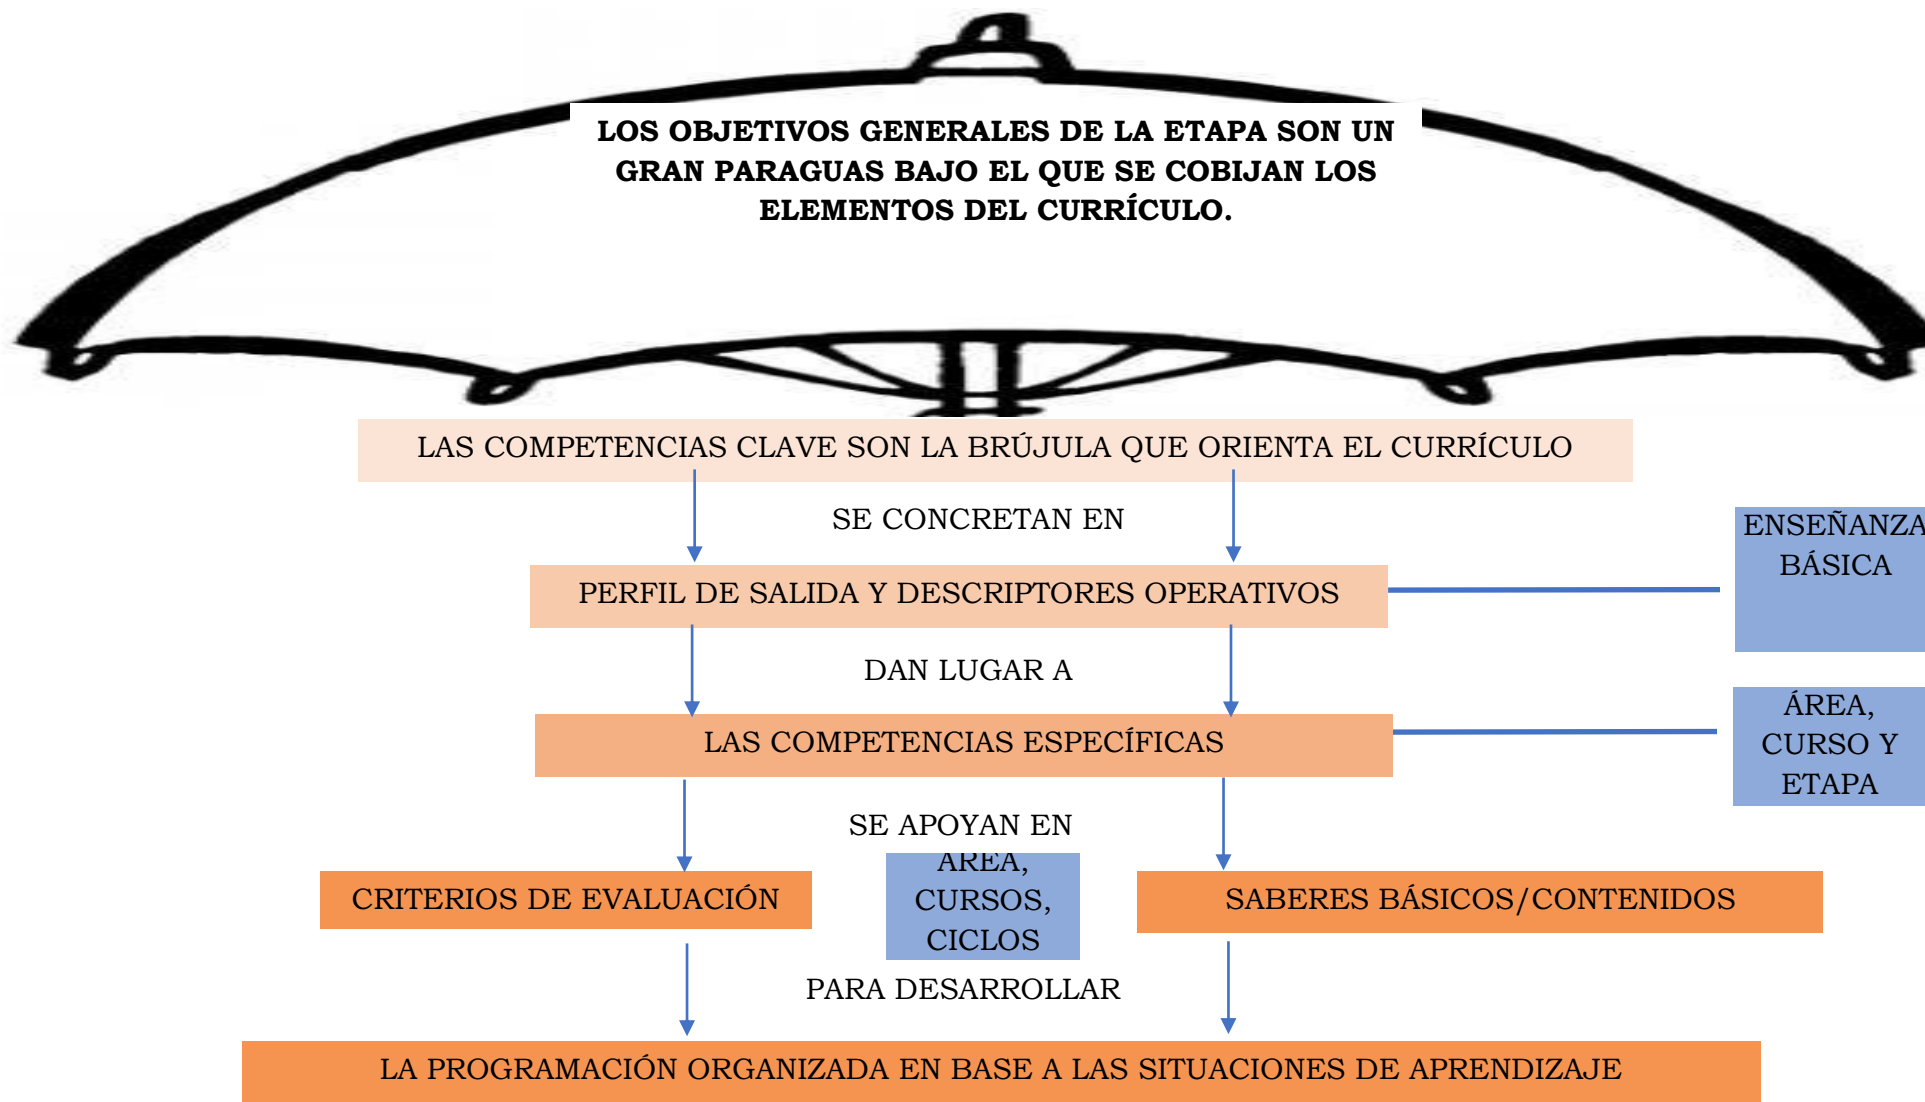 LOS OBJETIVOS GENERALES DE LA ETAPA SON UN
GRAN PARAGUAS BAJO EL QUE SE COBIJAN LOS
ELEMENTOS DEL CURRÍCULO.
LAS COMPETENCIAS CLAVE SON LA BRÚJULA QUE ORIENTA EL CURRÍCULO
SE CONCRETAN EN
ENSEÑANZA
BÁSICA
PERFIL DE SALIDA Y DESCRIPTORES OPERATIVOS
DAN LUGAR A
LAS COMPETENCIAS ESPECÍFICAS
ÁREA,
CURSO Y
ETAPA
SE APOYAN EN
CRITERIOS DE EVALUACIÓN
ÁREA,
CURSOS,
CICLOS
SABERES BÁSICOS/CONTENIDOS
PARA DESARROLLAR
LA PROGRAMACIÓN ORGANIZADA EN BASE A LAS SITUACIONES DE APRENDIZAJE